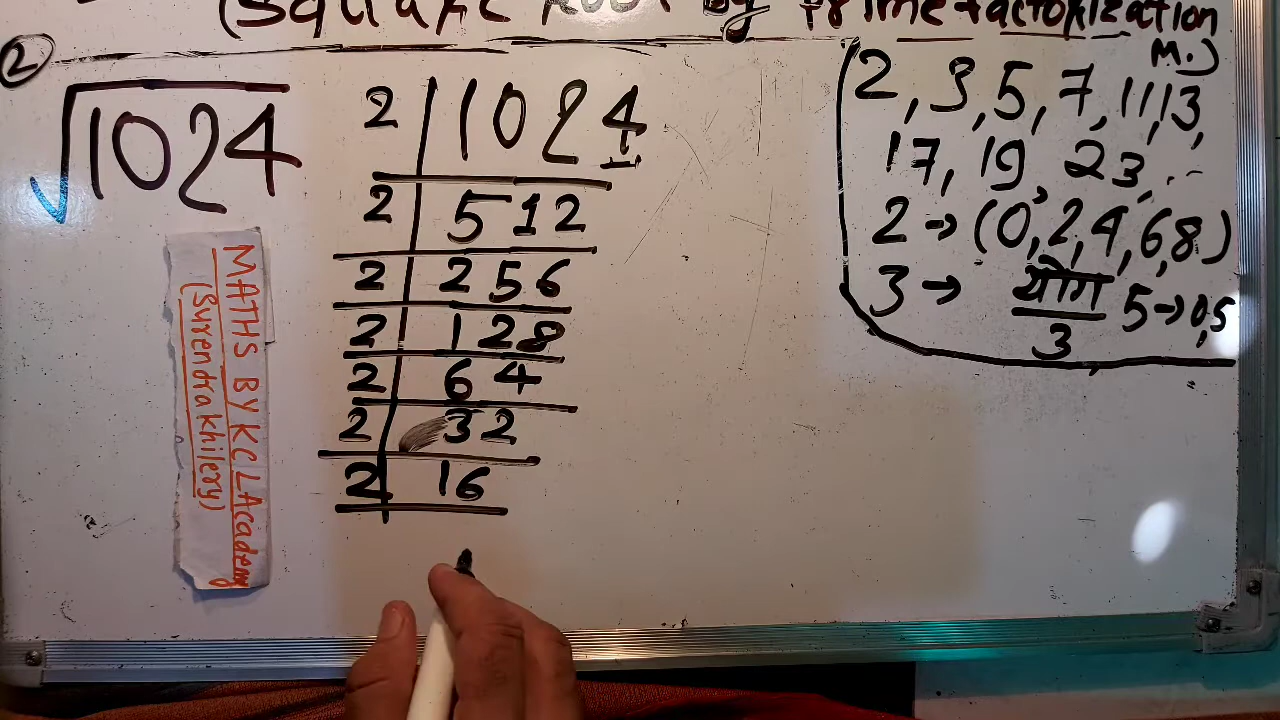 (Square Root by Prime factorization
M.)
2
√1024
2 | 1024
2 | 512
2 | 256
2 | 128
2 | 64
2 | 32
2 | 16
2, 3, 5, 7, 11, 13,
17, 19, 23, ...
2 → (0, 2, 4, 6, 8)
3 → योग/3 5 → 0, 5
MATHS BY KCL Academy
(Surendra Khilery)